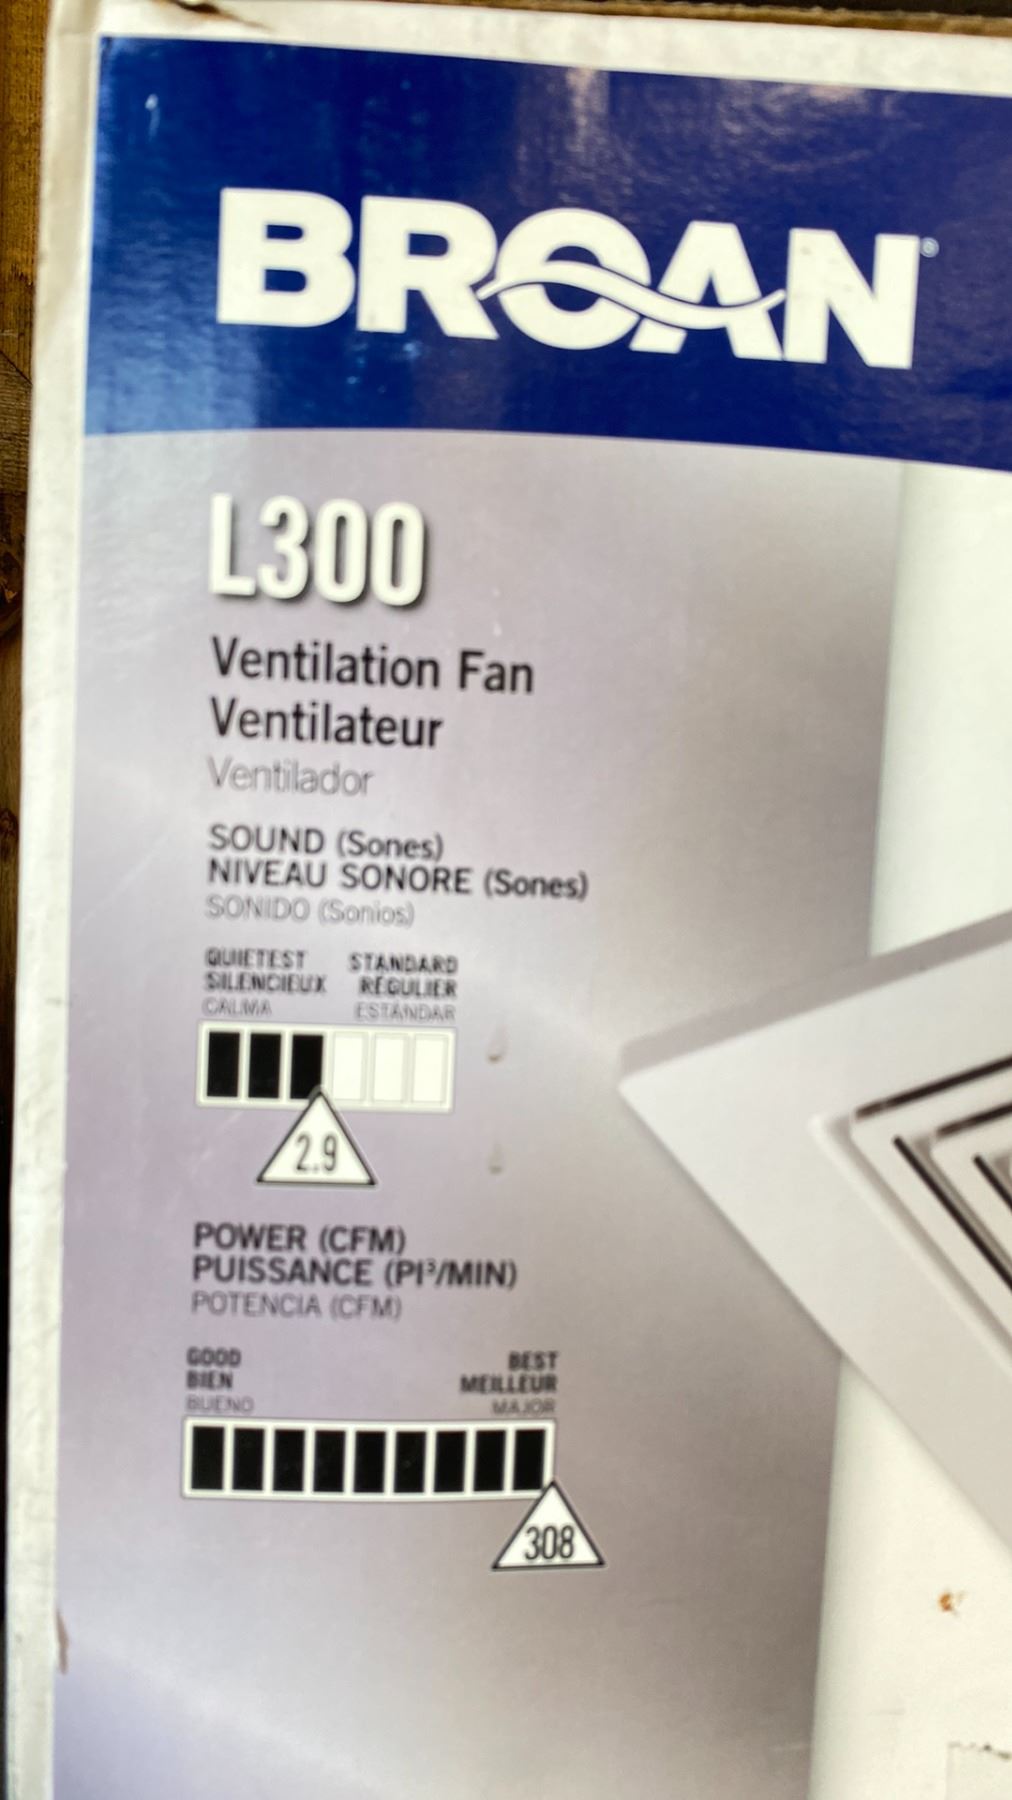 BROAN®
L300
Ventilation Fan
Ventilateur
Ventilador
SOUND (Sones)
NIVEAU SONORE (Sones)
SONIDO (Sonios)
QUIETEST STANDARD
SILENCIEUX RÉGULIER
CALMA ESTÁNDAR
2.9
POWER (CFM)
PUISSANCE (PI³/MIN)
POTENCIA (CFM)
GOOD BEST
BIEN MEILLEUR
BUENO MAJOR
308